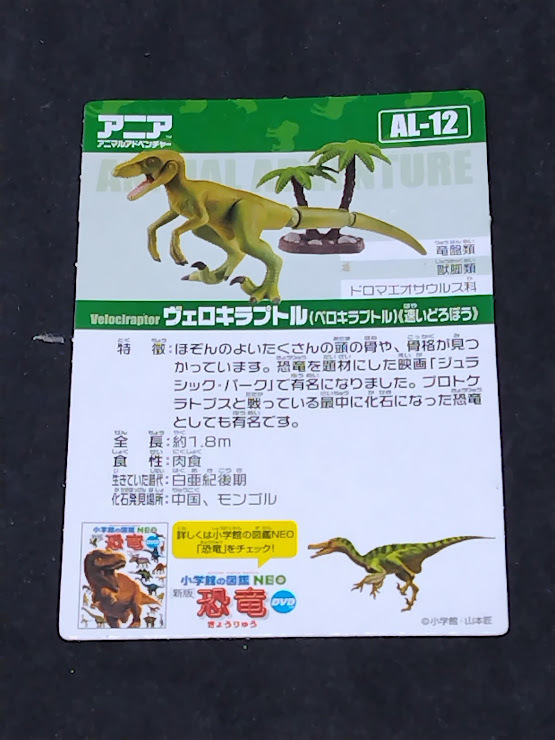 アニア
アニマルアドベンチャー
AL-12
ANIMAL ADVENTURE
竜盤類
獣脚類
ドロマエオサウルス科
Velociraptor ヴェロキラプトル(ベロキラプトル)《速いどろぼう》
特徴:ほぞんのよいたくさんの頭の骨や、骨格が見つ
かっています。恐竜を題材にした映画「ジュラ
シック・パーク」で有名になりました。プロトケ
ラトプスと戦っている最中に化石になった恐竜
としても有名です。
全長:約1.8m
食性:肉食
生きていた時代:白亜紀後期
化石発見場所:中国、モンゴル
小学館の図鑑 NEO
恐竜
DVD
詳しくは小学館の図鑑NEO
「恐竜」をチェック!
小学館の図鑑 NEO
新版 恐竜 DVD
きょうりゅう
©小学館・山本匠